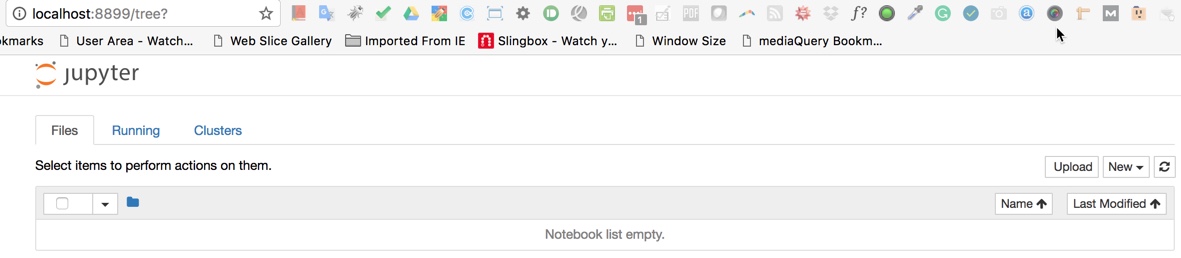 localhost:8899/tree?
1
PDF
f?
okmarks User Area - Watch... Web Slice Gallery Imported From IE Slingbox - Watch y... Window Size mediaQuery Bookm...
jupyter
Files Running Clusters
Select items to perform actions on them.
Upload New
Name Last Modified
Notebook list empty.